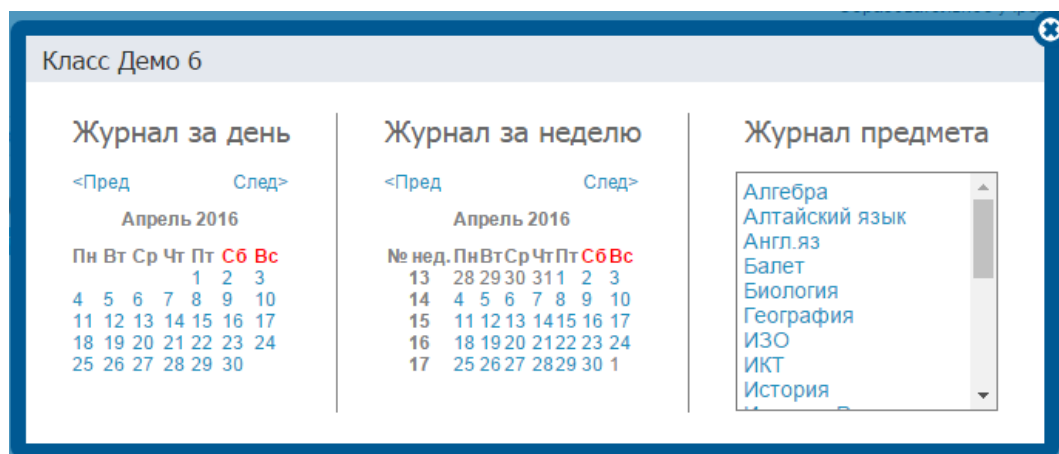 Класс Демо 6
Журнал за день
<Пред След>
Апрель 2016
Пн Вт Ср Чт Пт Сб Вс
1 2 3
4 5 6 7 8 9 10
11 12 13 14 15 16 17
18 19 20 21 22 23 24
25 26 27 28 29 30
Журнал за неделю
<Пред След>
Апрель 2016
№ нед. Пн Вт Ср Чт Пт Сб Вс
13 28 29 30 31 1 2 3
14 4 5 6 7 8 9 10
15 11 12 13 14 15 16 17
16 18 19 20 21 22 23 24
17 25 26 27 28 29 30 1
Журнал предмета
Алгебра
Алтайский язык
Англ.яз
Балет
Биология
География
ИЗО
ИКТ
История